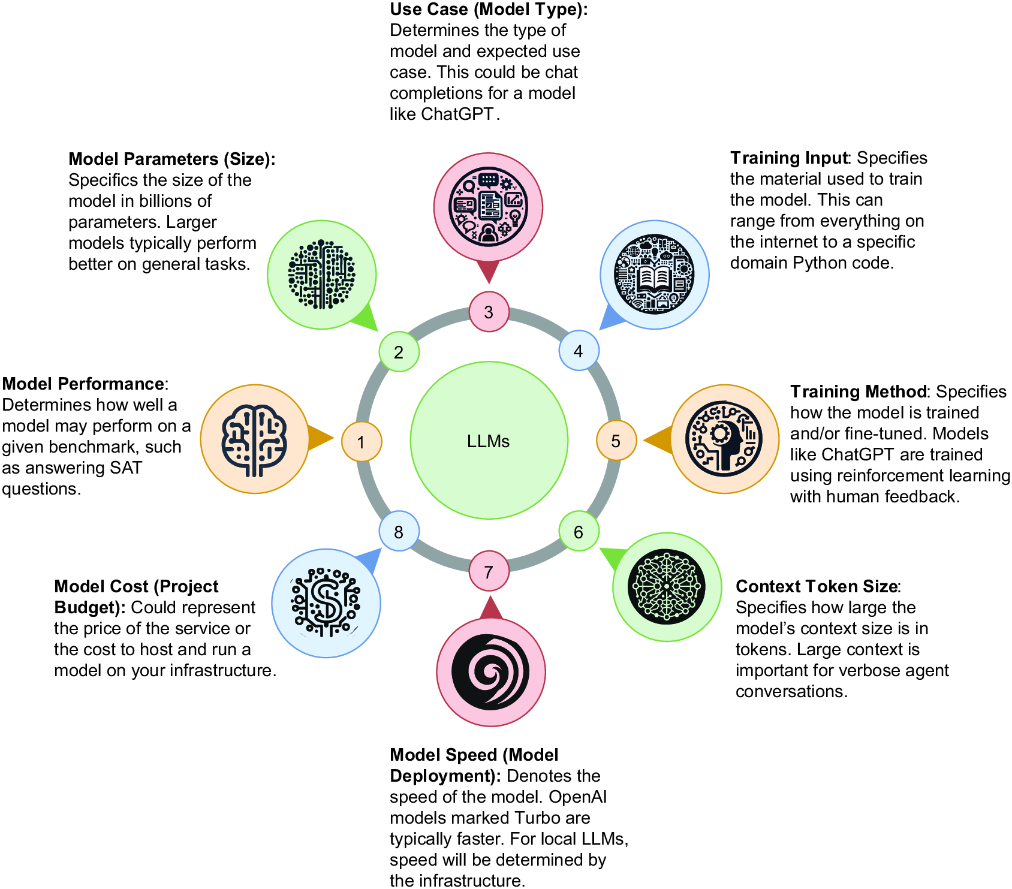 Use Case (Model Type):
Determines the type of
model and expected use
case. This could be chat
completions for a model
like ChatGPT.
Model Parameters (Size):
Specifics the size of the
model in billions of
parameters. Larger
models typically perform
better on general tasks.
Training Input: Specifies
the material used to train
the model. This can
range from everything on
the internet to a specific
domain Python code.
3
2
4
Model Performance:
Determines how well a
model may perform on a
given benchmark, such
as answering SAT
questions.
1
LLMs
5
Training Method: Specifies
how the model is trained
and/or fine-tuned. Models
like ChatGPT are trained
using reinforcement learning
with human feedback.
8
6
7
Model Cost (Project
Budget): Could represent
the price of the service or
the cost to host and run a
model on your infrastructure.
Context Token Size:
Specifies how large the
model's context size is in
tokens. Large context is
important for verbose agent
conversations.
Model Speed (Model
Deployment): Denotes the
speed of the model. OpenAI
models marked Turbo are
typically faster. For local LLMs,
speed will be determined by
the infrastructure.